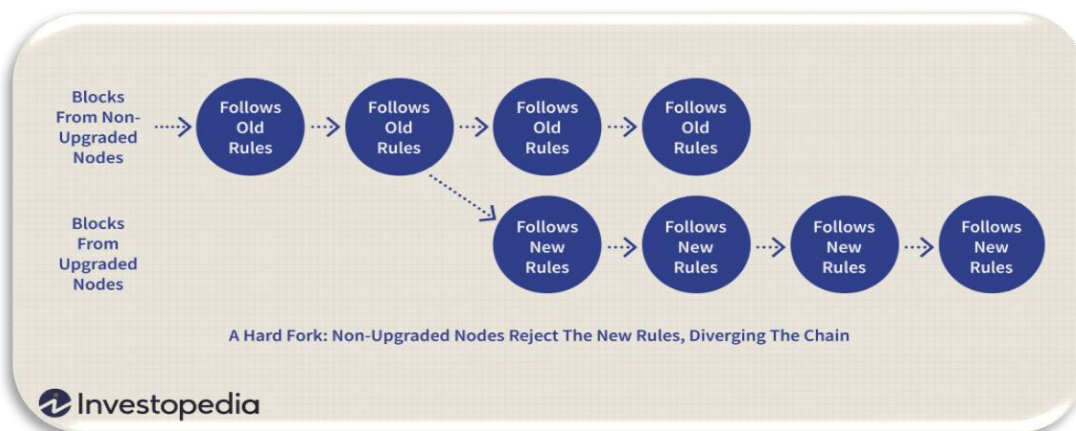 Blocks
From Non-
Upgraded
Nodes
Follows
Old
Rules
Follows
Old
Rules
Follows
Old
Rules
Follows
Old
Rules
Blocks
From
Upgraded
Nodes
Follows
New
Rules
Follows
New
Rules
Follows
New
Rules
Follows
New
Rules
A Hard Fork: Non-Upgraded Nodes Reject The New Rules, Diverging The Chain
Investopedia